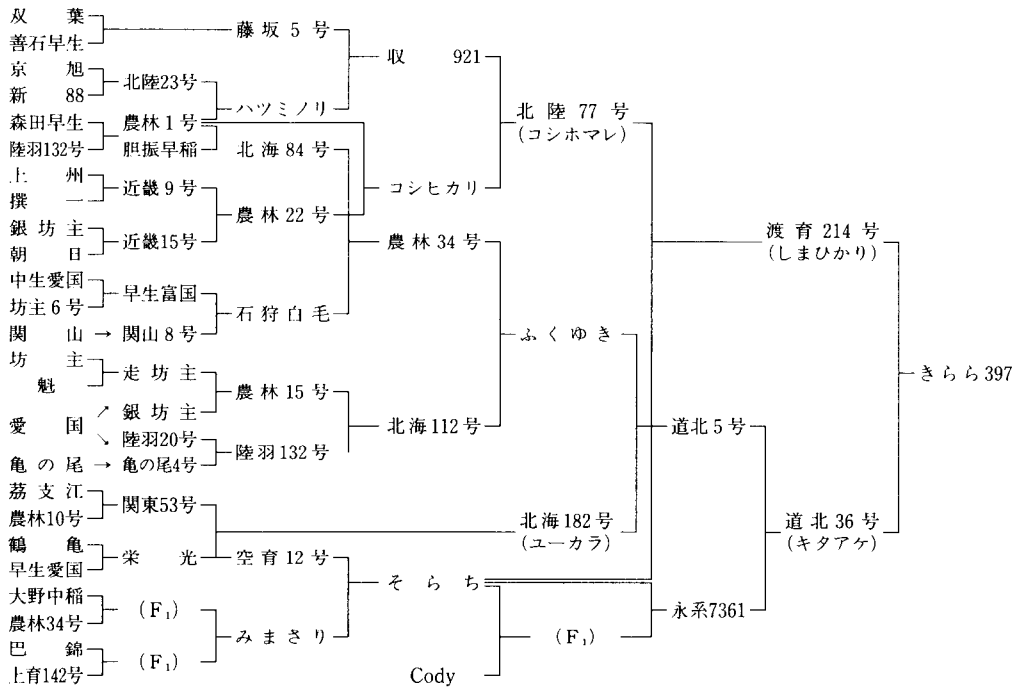 双葉
藤坂5号
善石早生
収 921
京旭
北陸23号
新88
ハツミノリ
北陸77号
(コシホマレ)
森田早生
農林1号
陸羽132号
胆振早稲
北海84号
上州
近畿9号
コシヒカリ
撰一
農林22号
銀坊主
近畿15号
朝日
農林34号
渡育214号
(しまひかり)
中生愛国
早生富国
坊主6号
石狩白毛
関山 → 関山8号
ふくゆき
坊主
走坊主
魁
きらら397
農林15号
銀坊主
愛国
北海112号
道北5号
陸羽20号
陸羽132号
亀の尾 → 亀の尾4号
茘支江
関東53号
農林10号
北海182号
(ユーカラ)
道北36号
(キタアケ)
鶴亀
栄光
空育12号
早生愛国
そらち
大野中稲
(F₁)
永系7361
農林34号
みまさり
(F₁)
巴錦
(F₁)
上育142号
Cody